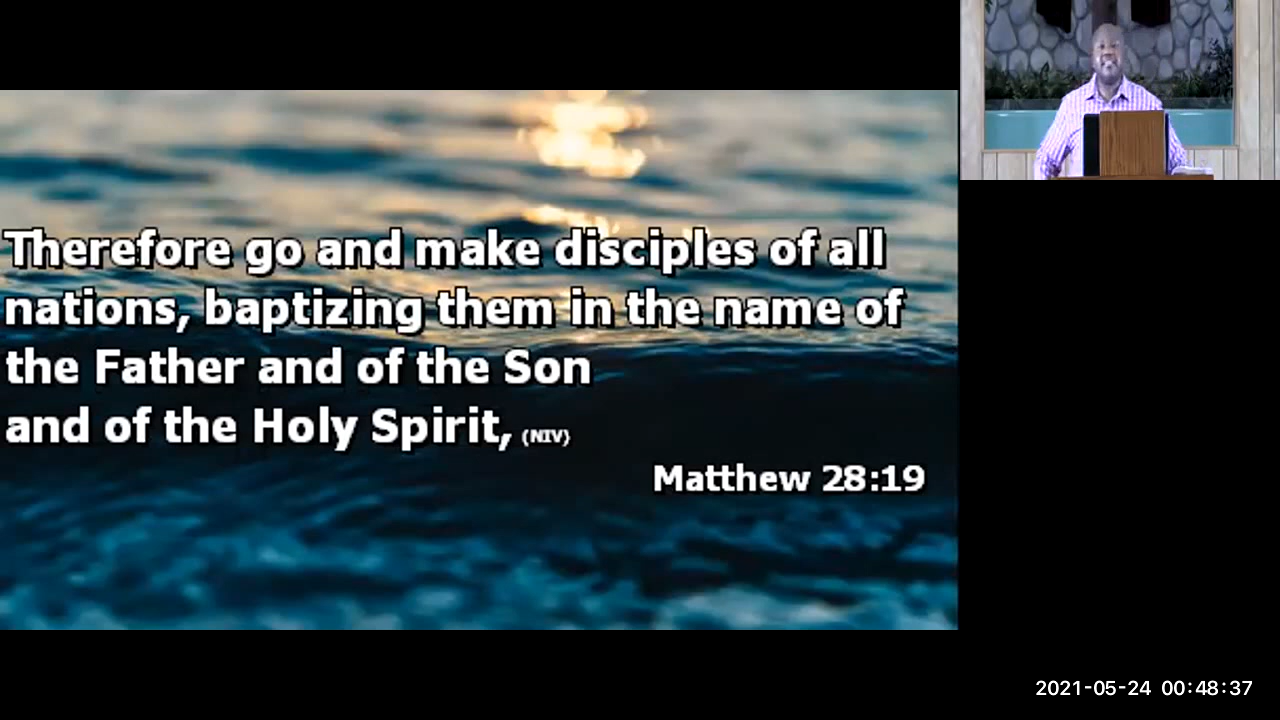 Therefore go and make disciples of all
nations, baptizing them in the name of
the Father and of the Son
and of the Holy Spirit, (NIV)
Matthew 28:19
2021-05-24 00:48:37